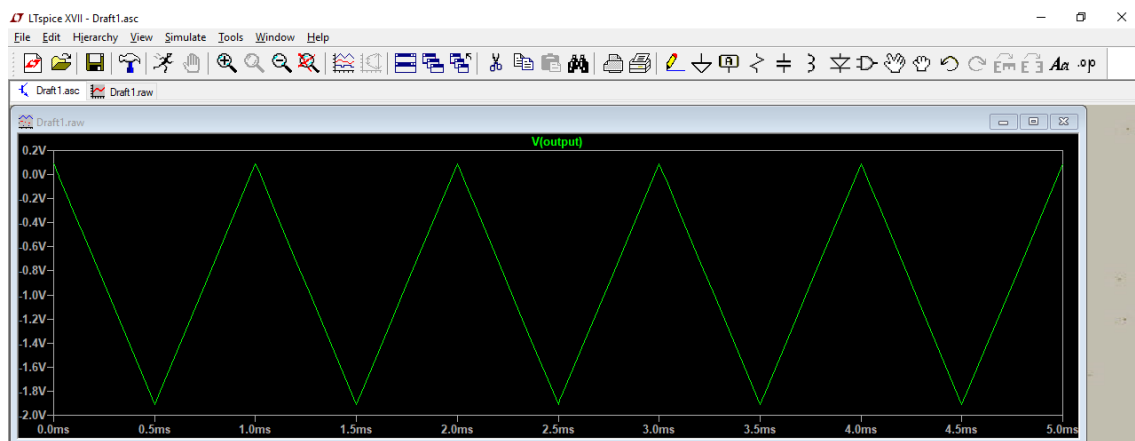 LTspice XVII - Draft1.asc
File Edit Hierarchy View Simulate Tools Window Help
A Aa .op
Draft1.asc Draft1.raw
Draft1.raw
V(output)
0.2V
0.0V
-0.2V
-0.4V
-0.6V
-0.8V
-1.0V
-1.2V
-1.4V
-1.6V
-1.8V
-2.0V
0.0ms 0.5ms 1.0ms 1.5ms 2.0ms 2.5ms 3.0ms 3.5ms 4.0ms 4.5ms 5.0ms